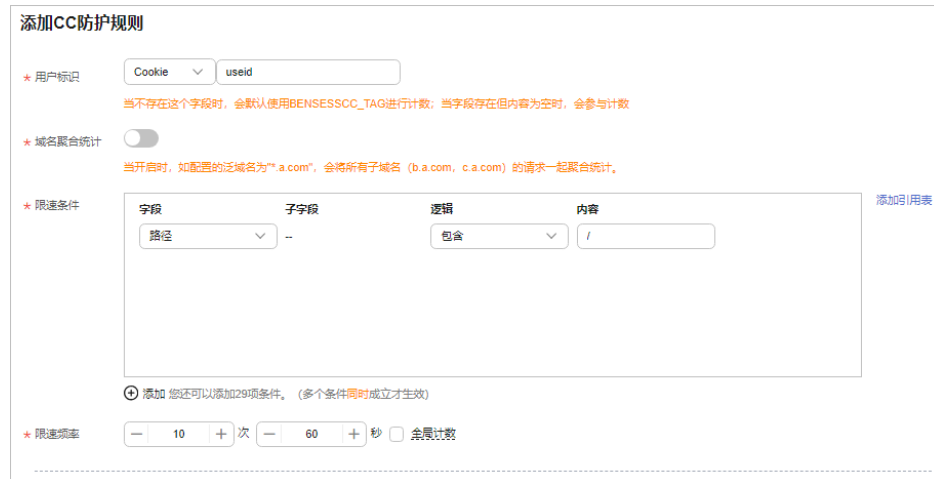 添加CC防护规则
* 用户标识 Cookie useid
当不存在这个字段时，会默认使用BENSESSCC_TAG进行计数；当字段存在但内容为空时，会参与计数
* 域名聚合统计
当开启时，如配置的泛域名为"*.a.com"，会将所有子域名（b.a.com，c.a.com）的请求一起聚合统计。
* 限速条件 添加引用表
字段 子字段 逻辑 内容
路径 -- 包含 /
添加 您还可以添加29项条件。（多个条件同时成立才生效）
* 限速频率 — 10 + 次 — 60 + 秒 全局计数